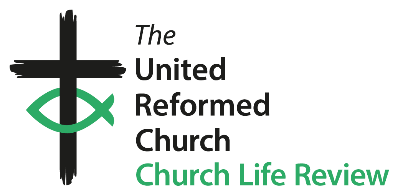 The
United
Reformed
Church
Church Life Review